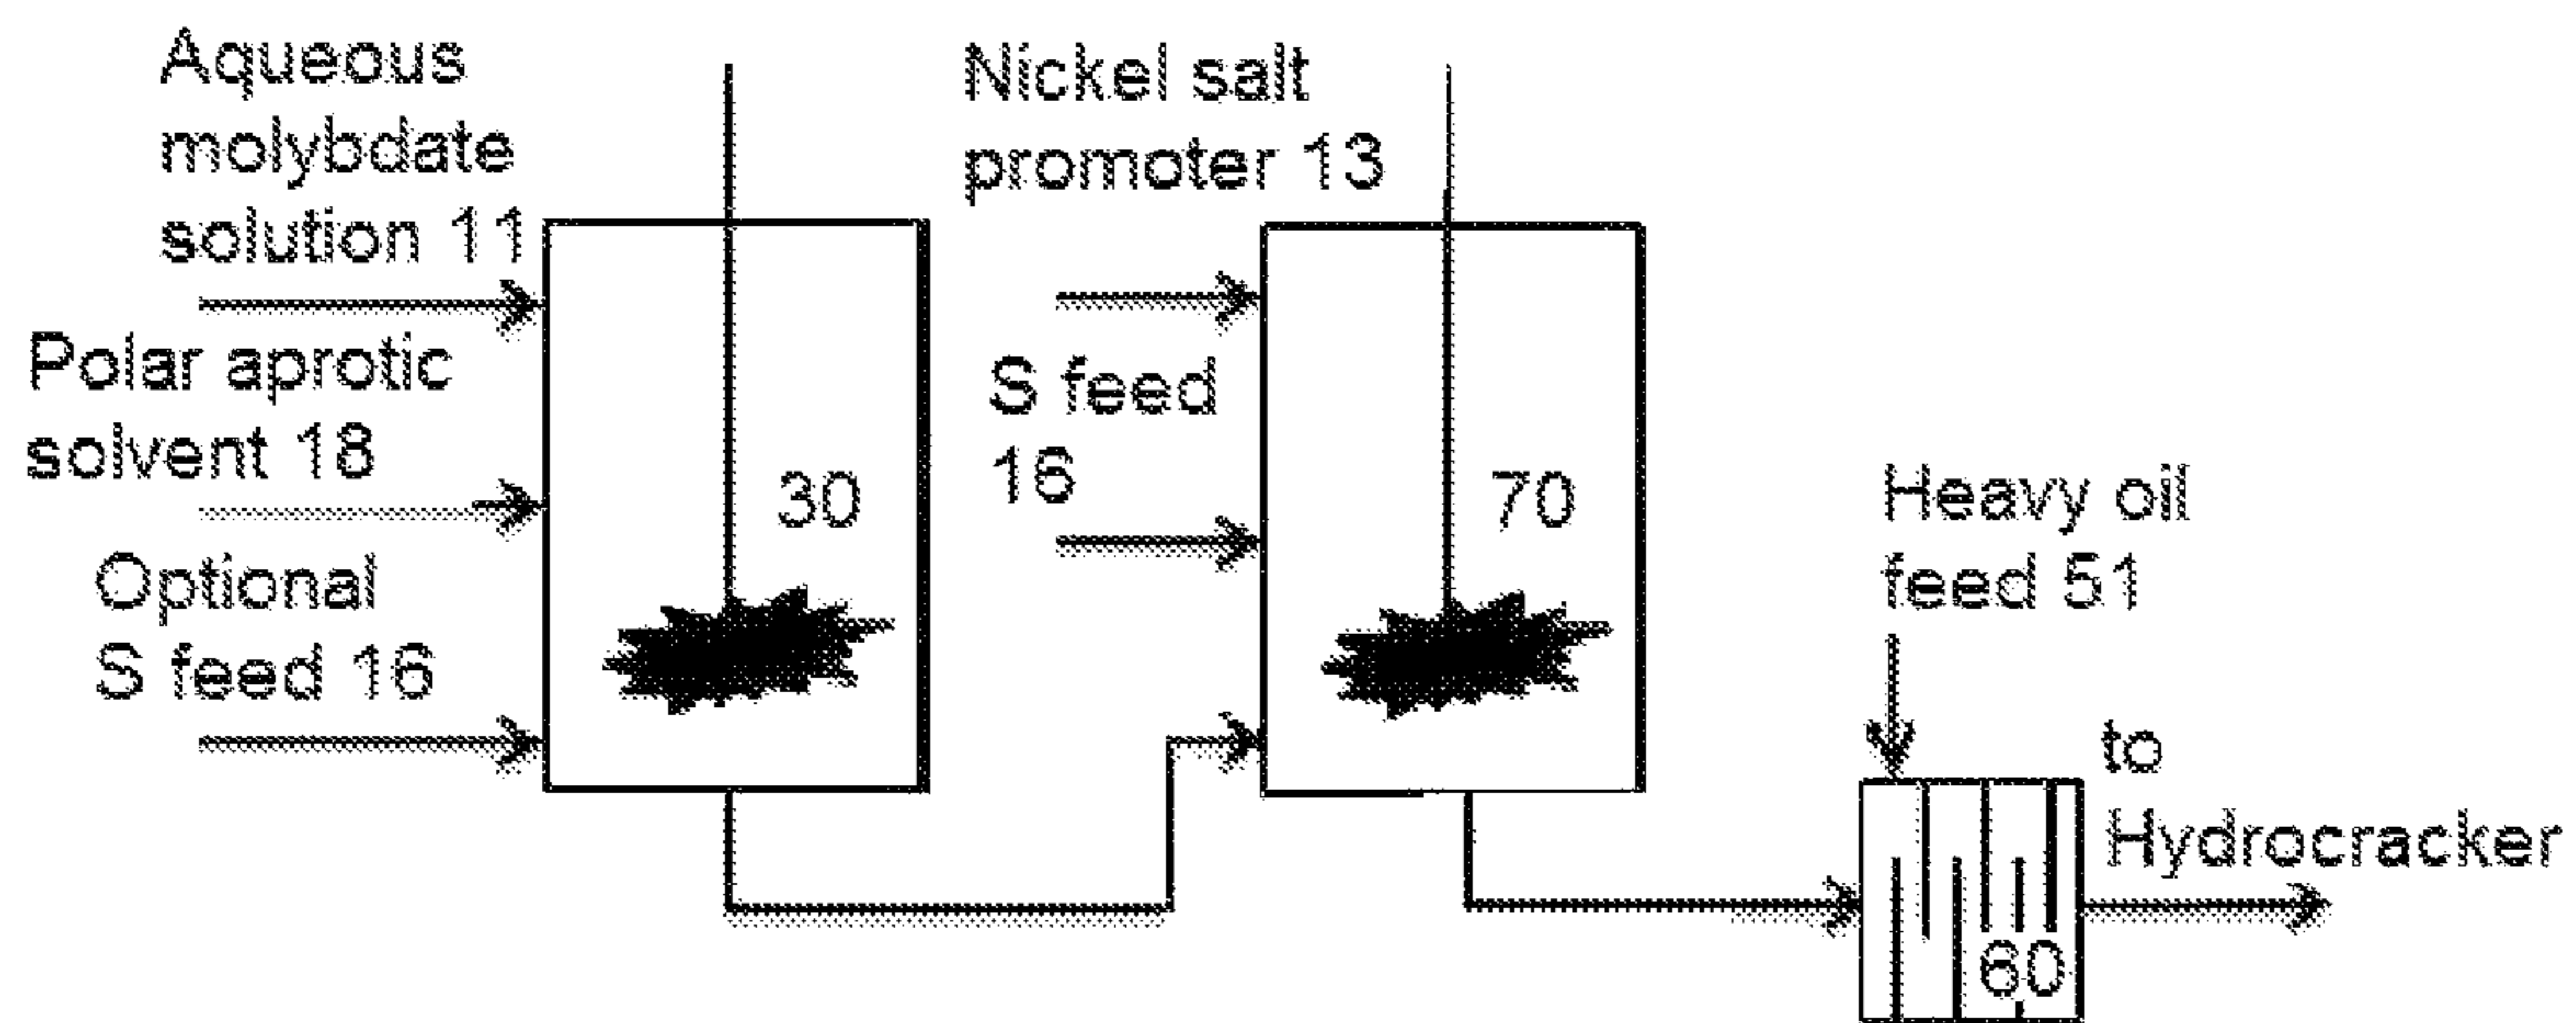 Aqueous
molybdate
solution 11
Polar aprotic
solvent 18
Optional
S feed 16
30
Nickel salt
promoter 13
S feed
16
70
Heavy oil
feed 51
60
to
Hydrocracker